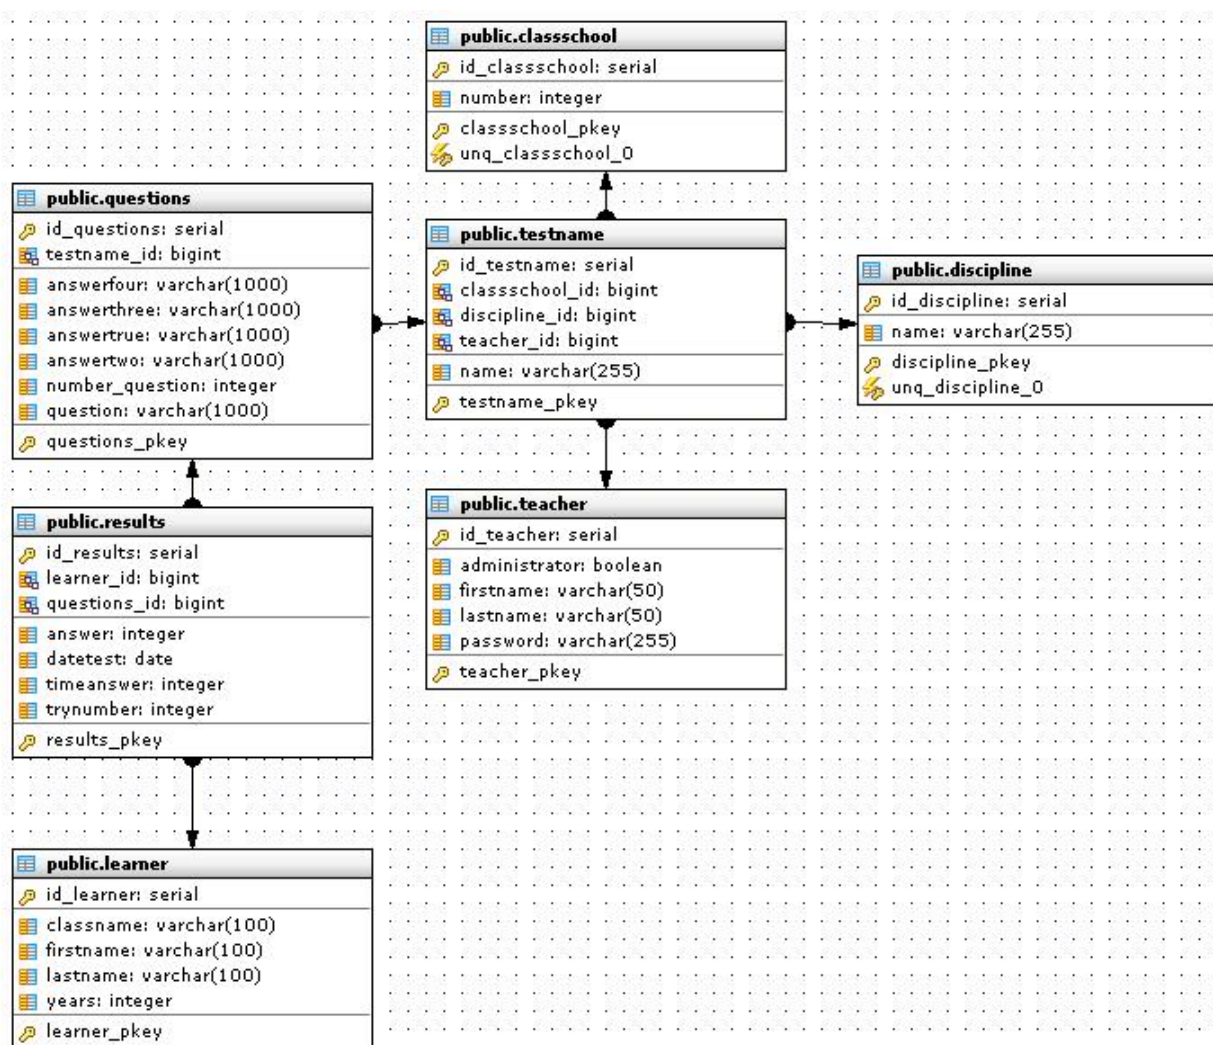 public.classschool
id_classschool: serial
number: integer
classschool_pkey
unq_classschool_0
public.questions
id_questions: serial
testname_id: bigint
answerfour: varchar(1000)
answerthree: varchar(1000)
answertrue: varchar(1000)
answertwo: varchar(1000)
number_question: integer
question: varchar(1000)
questions_pkey
public.testname
id_testname: serial
classschool_id: bigint
discipline_id: bigint
teacher_id: bigint
name: varchar(255)
testname_pkey
public.discipline
id_discipline: serial
name: varchar(255)
discipline_pkey
unq_discipline_0
public.teacher
id_teacher: serial
administrator: boolean
firstname: varchar(50)
lastname: varchar(50)
password: varchar(255)
teacher_pkey
public.results
id_results: serial
learner_id: bigint
questions_id: bigint
answer: integer
datetest: date
timeanswer: integer
trynumber: integer
results_pkey
public.learner
id_learner: serial
classname: varchar(100)
firstname: varchar(100)
lastname: varchar(100)
years: integer
learner_pkey